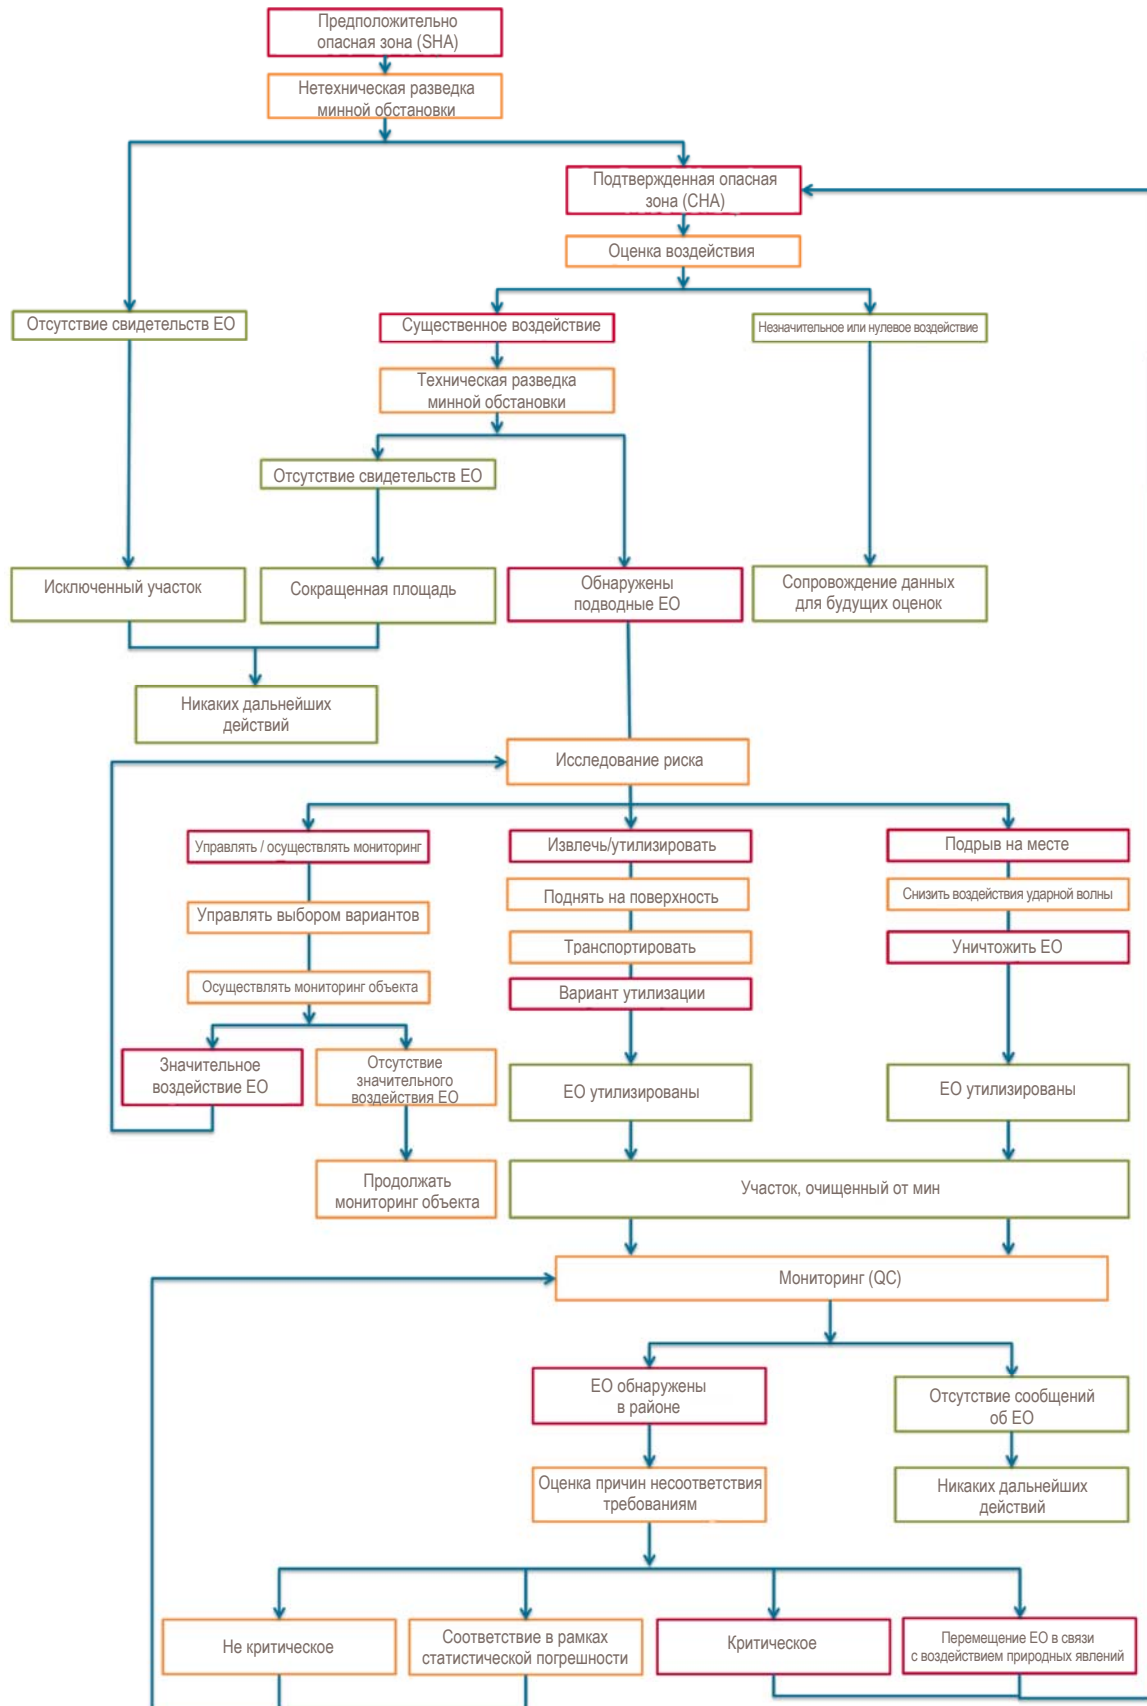 Предположительно
опасная зона (SHA)
Нетехническая разведка
минной обстановки
Подтвержденная опасная
зона (CHA)
Оценка воздействия
Отсутствие свидетельств ЕО
Существенное воздействие
Незначительное или нулевое воздействие
Техническая разведка
минной обстановки
Отсутствие свидетельств ЕО
Исключенный участок
Сокращенная площадь
Обнаружены
подводные ЕО
Сопровождение данных
для будущих оценок
Никаких дальнейших
действий
Исследование риска
Управлять / осуществлять мониторинг
Извлечь/утилизировать
Подрыв на месте
Управлять выбором вариантов
Поднять на поверхность
Снизить воздействия ударной волны
Транспортировать
Уничтожить ЕО
Осуществлять мониторинг объекта
Вариант утилизации
Значительное
воздействие ЕО
Отсутствие
значительного
воздействия ЕО
ЕО утилизированы
ЕО утилизированы
Продолжать
мониторинг объекта
Участок, очищенный от мин
Мониторинг (QC)
ЕО обнаружены
в районе
Отсутствие сообщений
об ЕО
Оценка причин несоответствия
требованиям
Никаких дальнейших
действий
Не критическое
Соответствие в рамках
статистической погрешности
Критическое
Перемещение ЕО в связи
с воздействием природных явлений